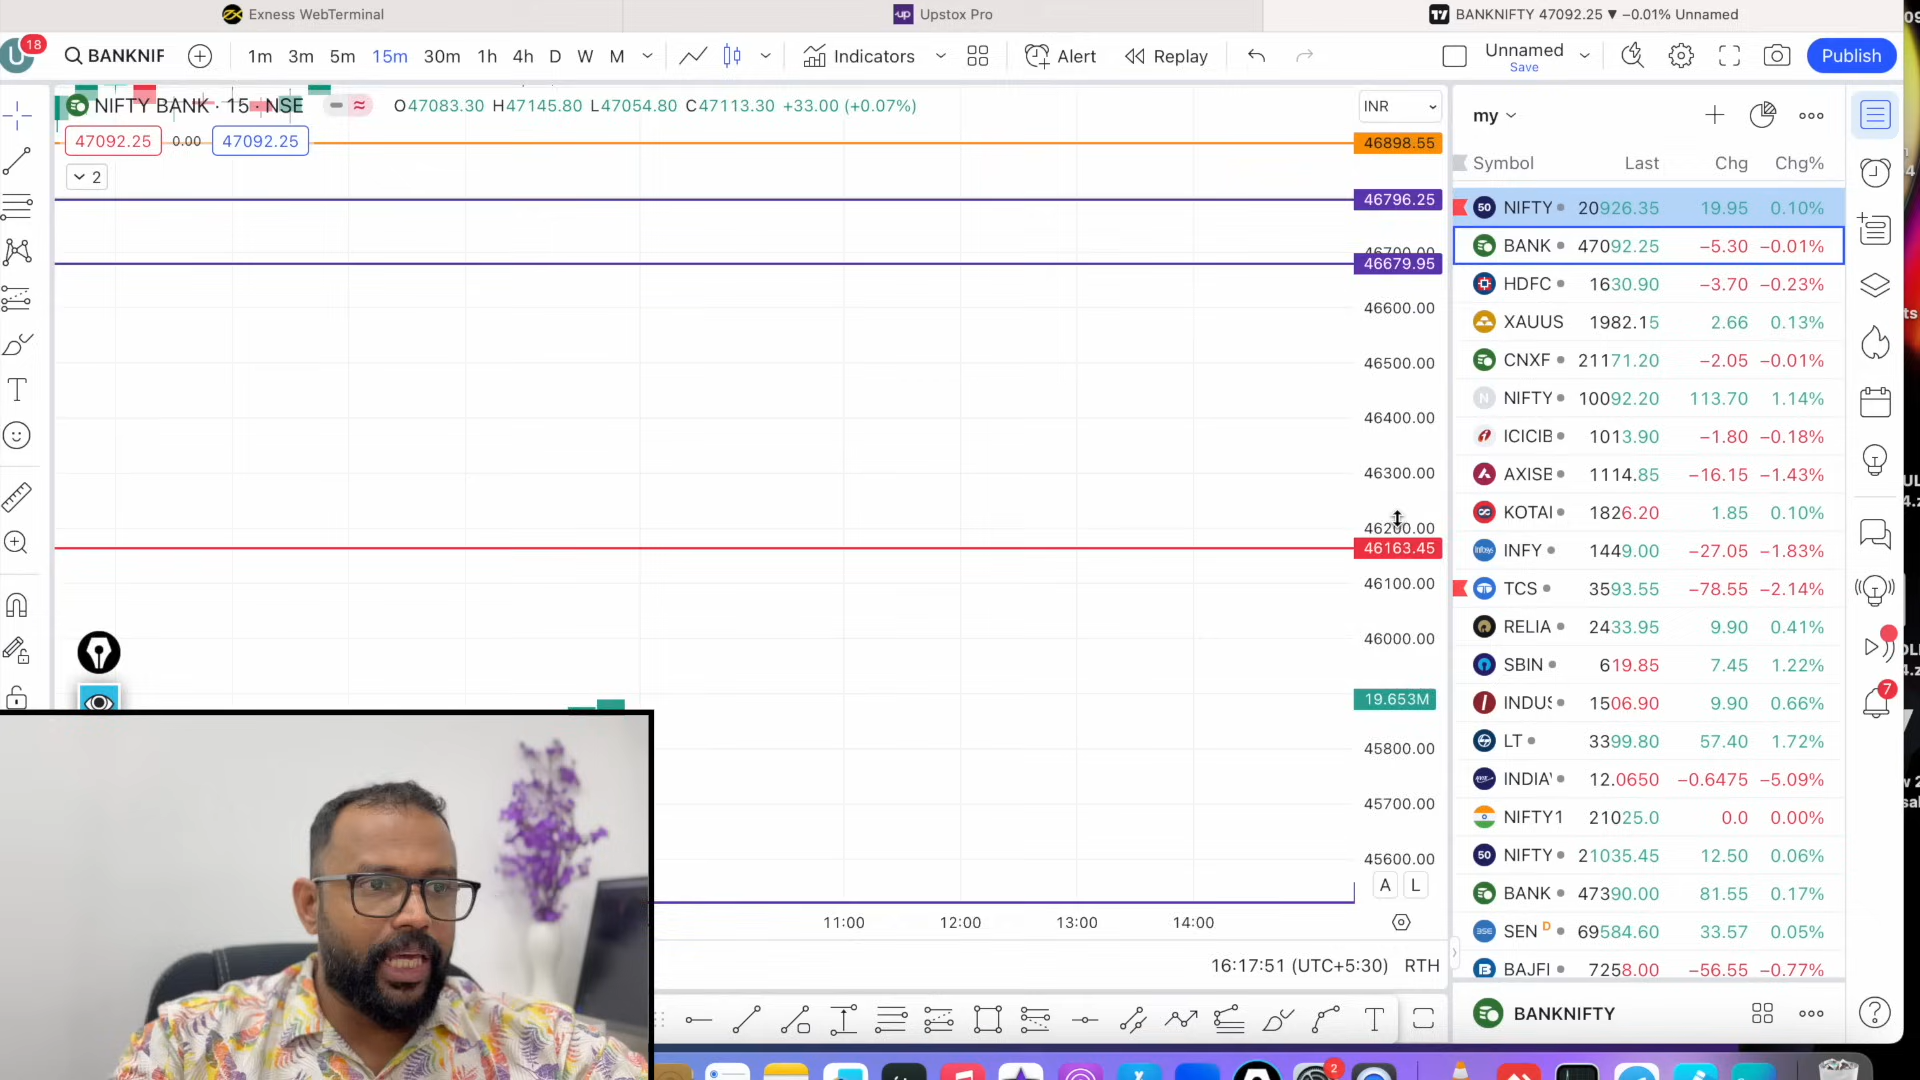 Exness WebTerminal
Upstox Pro
BANKNIFTY 47092.25 ▼ −0.01% Unnamed
U 18
BANKNIF
1m 3m 5m 15m 30m 1h 4h D W M
Indicators
Alert
Replay
Unnamed
Save
Publish
NIFTY BANK · 15 · NSE
O47083.30 H47145.80 L47054.80 C47113.30 +33.00 (+0.07%)
INR
47092.25 0.00 47092.25
2
46898.55
46796.25
46700.00
46679.95
46600.00
46500.00
46400.00
46300.00
46200.00
46163.45
46100.00
46000.00
19.653M
45800.00
45700.00
45600.00
A L
11:00 12:00 13:00 14:00
16:17:51 (UTC+5:30) RTH
my
Symbol Last Chg Chg%
50 NIFTY 20926.35 19.95 0.10%
BANK 47092.25 −5.30 −0.01%
HDFC 1630.90 −3.70 −0.23%
XAUUS 1982.15 2.66 0.13%
CNXF 21171.20 −2.05 −0.01%
N NIFTY 10092.20 113.70 1.14%
ICICIB 1013.90 −1.80 −0.18%
AXISB 1114.85 −16.15 −1.43%
KOTAI 1826.20 1.85 0.10%
INFY 1449.00 −27.05 −1.83%
TCS 3593.55 −78.55 −2.14%
RELIA 2433.95 9.90 0.41%
SBIN 619.85 7.45 1.22%
INDUS 1506.90 9.90 0.66%
LT 3399.80 57.40 1.72%
INDIA 12.0650 −0.6475 −5.09%
NIFTY1 21025.0 0.0 0.00%
50 NIFTY 21035.45 12.50 0.06%
BANK 47390.00 81.55 0.17%
SEN D 69584.60 33.57 0.05%
BAJFI 7258.00 −56.55 −0.77%
BANKNIFTY
7
2